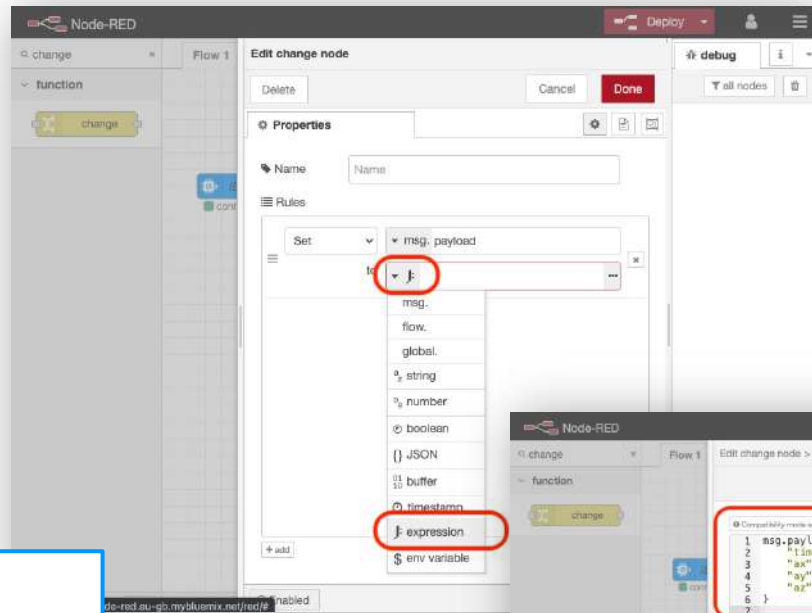 Node-RED
Deploy
change
Flow 1
Edit change node
debug
i
function
Delete
Cancel
Done
all nodes
change
Properties
Name
Name
Rules
Set
msg. payload
to
J:
msg.
flow.
global.
string
number
boolean
{} JSON
buffer
timestamp
J: expression
$ env variable
+ add
Enabled
de-red.eu-gb.mybluemix.net/red/#
Node-RED
change
Flow 1
Edit change node >
function
change
Compatibility mode
1 msg.payl
2 "tim
3 "ax"
4 "ay"
5 "az"
6 }
7